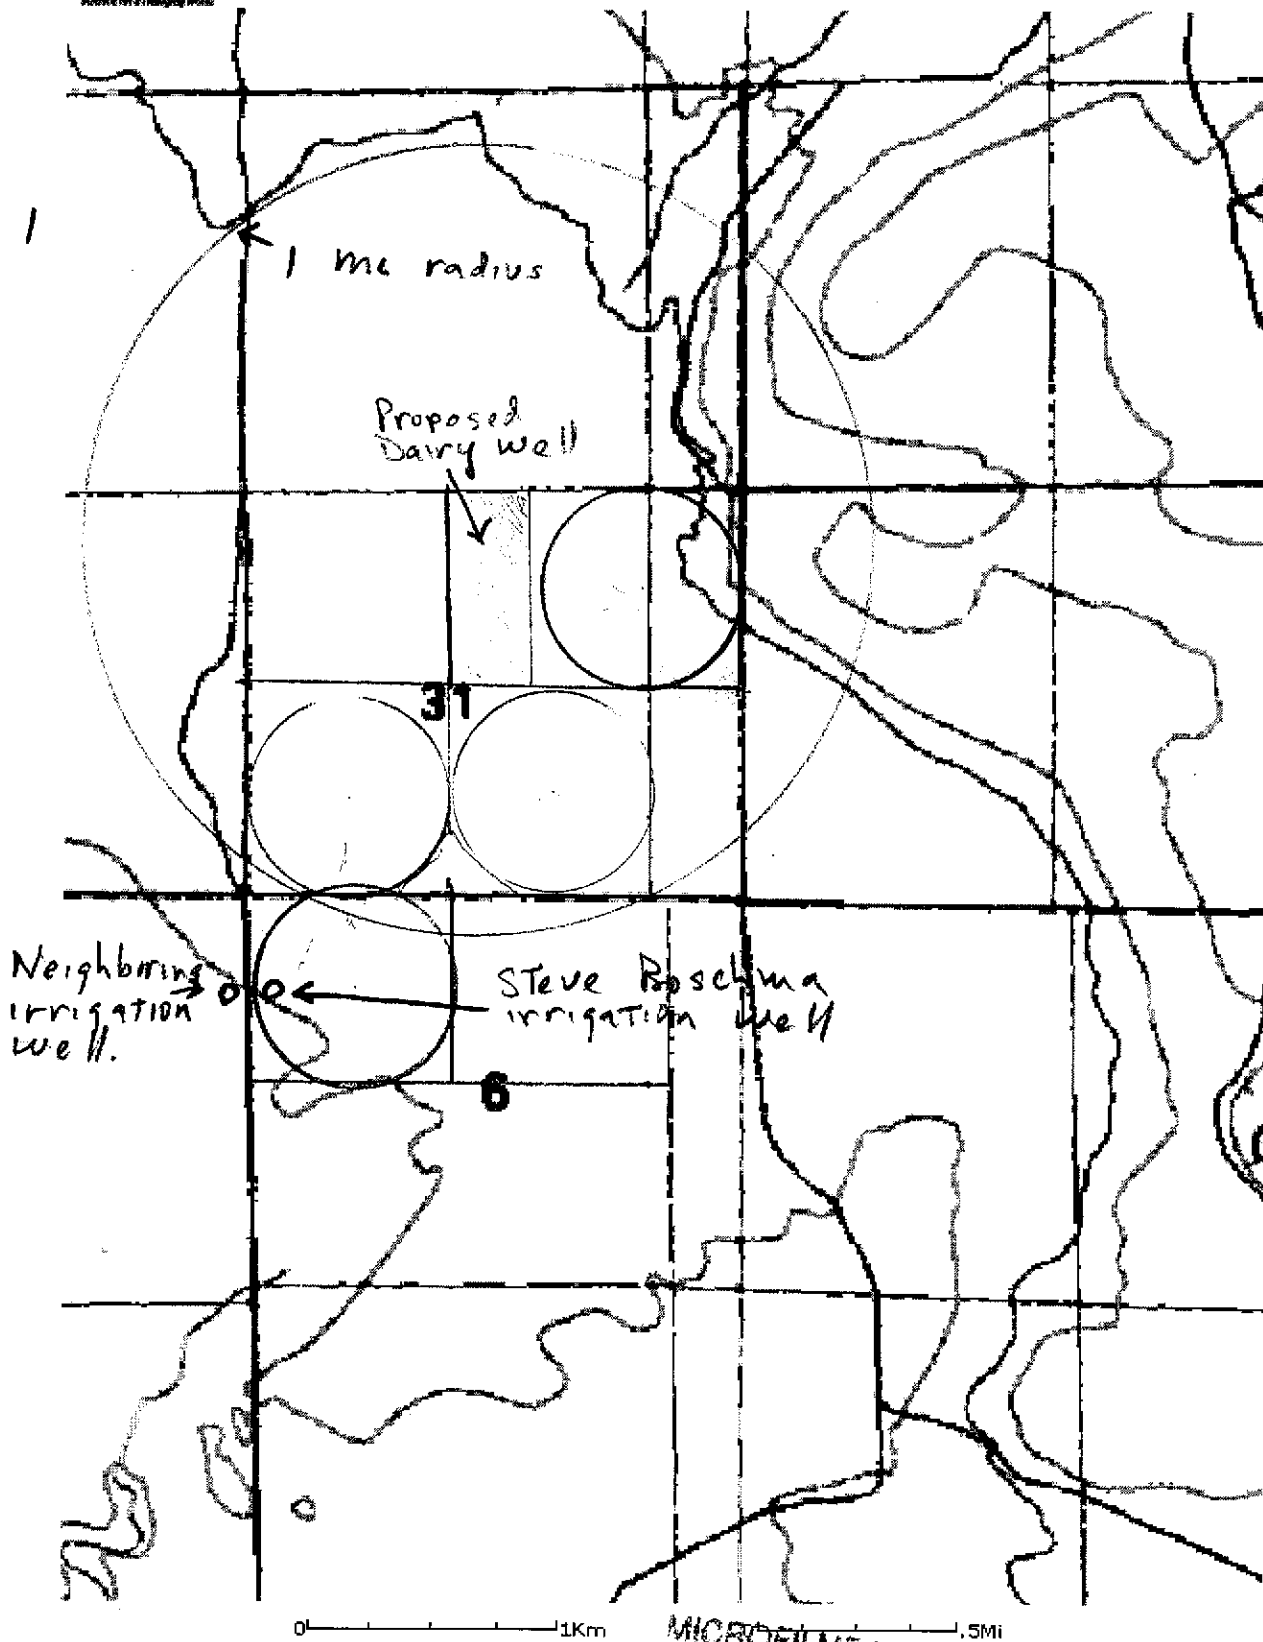 1
1 mi radius
Proposed
Dairy well
31
Neighboring
irrigation
well.
Steve Boschma
irrigation well
6
0
1Km
.5Mi